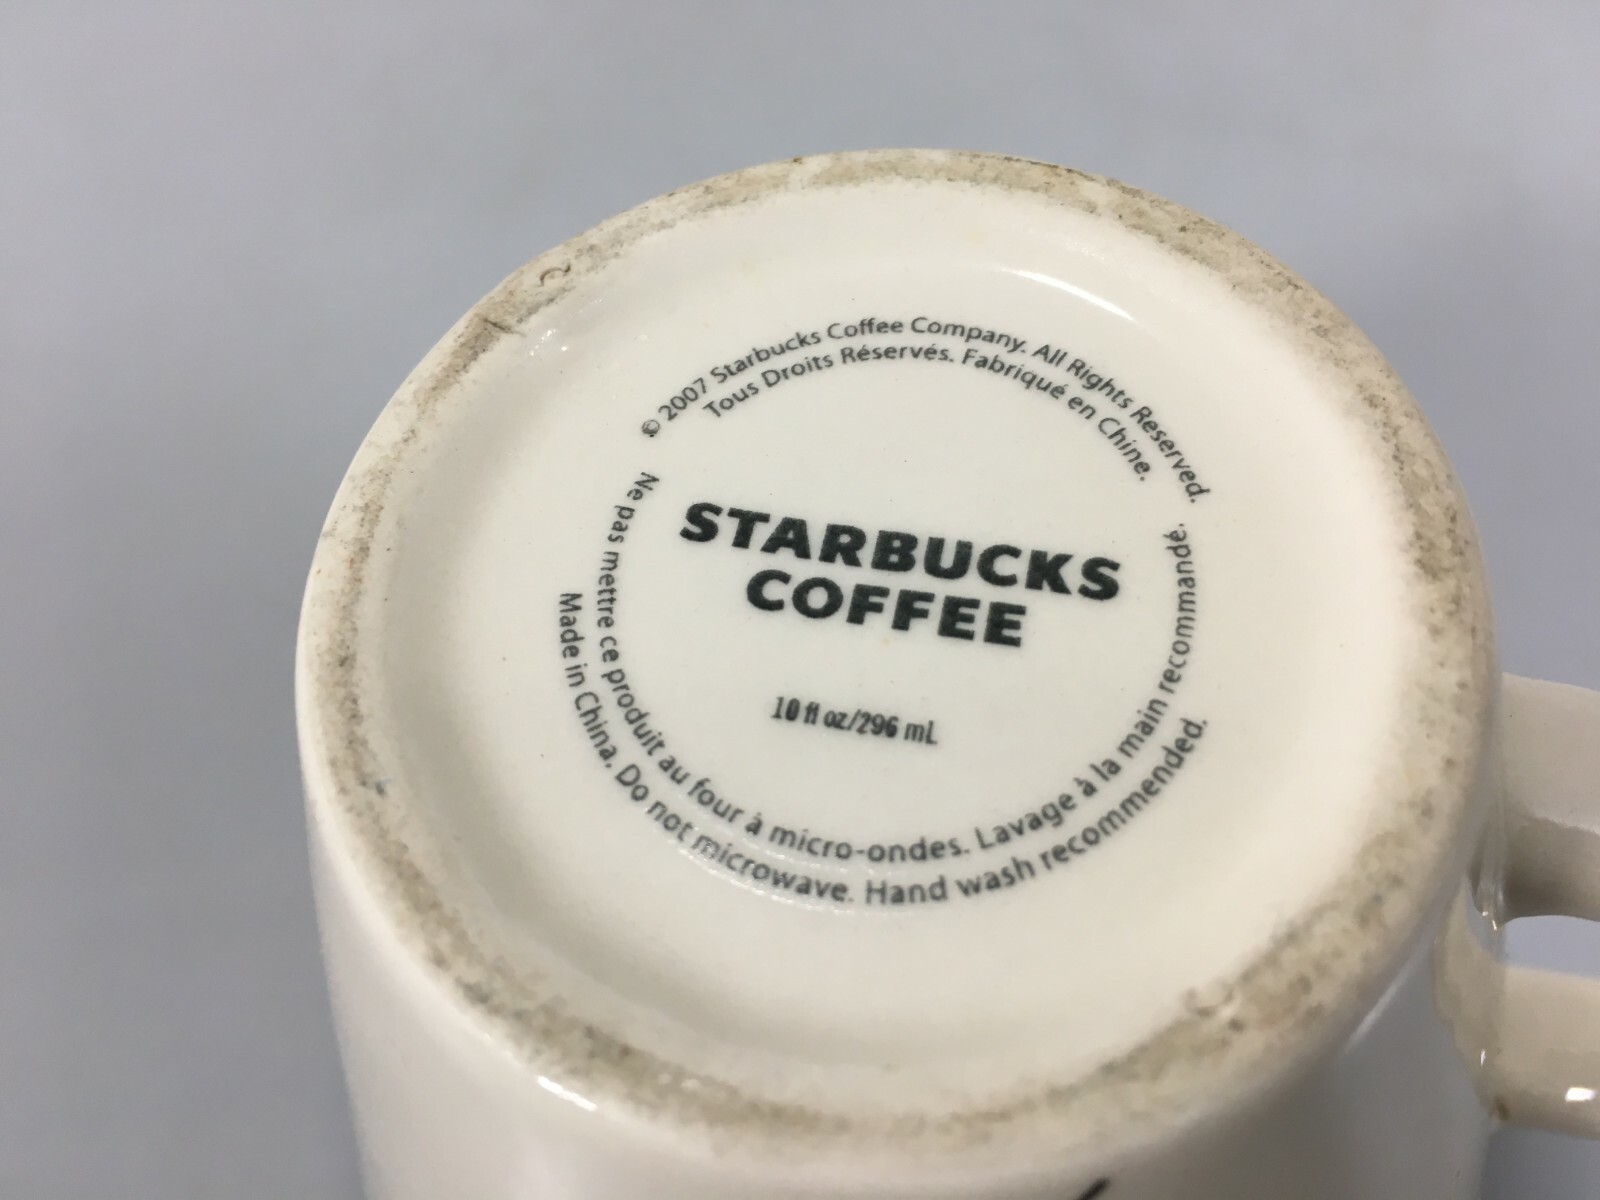 © 2007 Starbucks Coffee Company. All Rights Reserved.
Tous Droits Réservés. Fabriqué en Chine.
STARBUCKS
COFFEE
10 fl oz/296 mL
Ne pas mettre ce produit au four à micro-ondes. Lavage à la main recommandé.
Made in China. Do not microwave. Hand wash recommended.